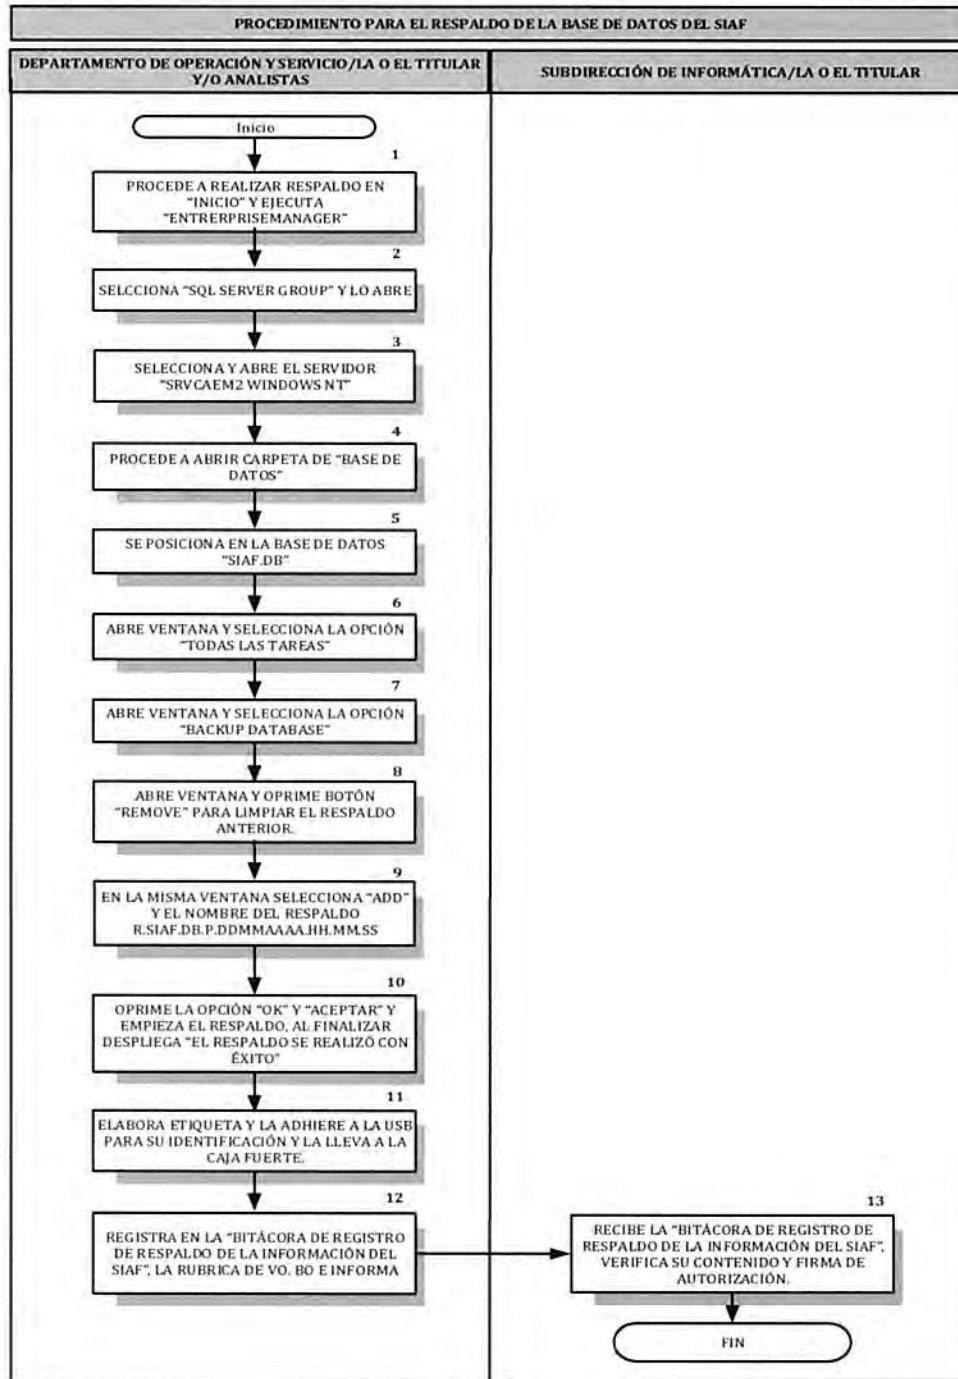 PROCEDIMIENTO PARA EL RESPALDO DE LA BASE DE DATOS DEL SIAF
DEPARTAMENTO DE OPERACIÓN Y SERVICIO/LA O EL TITULAR
Y/O ANALISTAS
SUBDIRECCIÓN DE INFORMÁTICA/LA O EL TITULAR
Inicio
1
PROCEDE A REALIZAR RESPALDO EN
"INICIO" Y EJECUTA
"ENTRERPRISEMANAGER"
2
SELCCIONA "SQL SERVER GROUP" Y LO ABRE
3
SELECCIONA Y ABRE EL SERVIDOR
"SRVCAEM2 WINDOWS NT"
4
PROCEDE A ABRIR CARPETA DE "BASE DE
DATOS"
5
SE POSICIONA EN LA BASE DE DATOS
"SIAF.DB"
6
ABRE VENTANA Y SELECCIONA LA OPCIÓN
"TODAS LAS TAREAS"
7
ABRE VENTANA Y SELECCIONA LA OPCIÓN
"BACKUP DATABASE"
8
ABRE VENTANA Y OPRIME BOTÓN
"REMOVE" PARA LIMPIAR EL RESPALDO
ANTERIOR.
9
EN LA MISMA VENTANA SELECCIONA "ADD"
Y EL NOMBRE DEL RESPALDO
R.SIAF.DB.P.DDMMAAAA.HH.MM.SS
10
OPRIME LA OPCIÓN "OK" Y "ACEPTAR" Y
EMPIEZA EL RESPALDO, AL FINALIZAR
DESPLIEGA "EL RESPALDO SE REALIZÓ CON
ÉXITO"
11
ELABORA ETIQUETA Y LA ADHIERE A LA USB
PARA SU IDENTIFICACIÓN Y LA LLEVA A LA
CAJA FUERTE.
12
REGISTRA EN LA "BITÁCORA DE REGISTRO
DE RESPALDO DE LA INFORMACIÓN DEL
SIAF", LA RUBRICA DE VO. BO E INFORMA
13
RECIBE LA "BITÁCORA DE REGISTRO DE
RESPALDO DE LA INFORMACIÓN DEL SIAF",
VERIFICA SU CONTENIDO Y FIRMA DE
AUTORIZACIÓN.
FIN